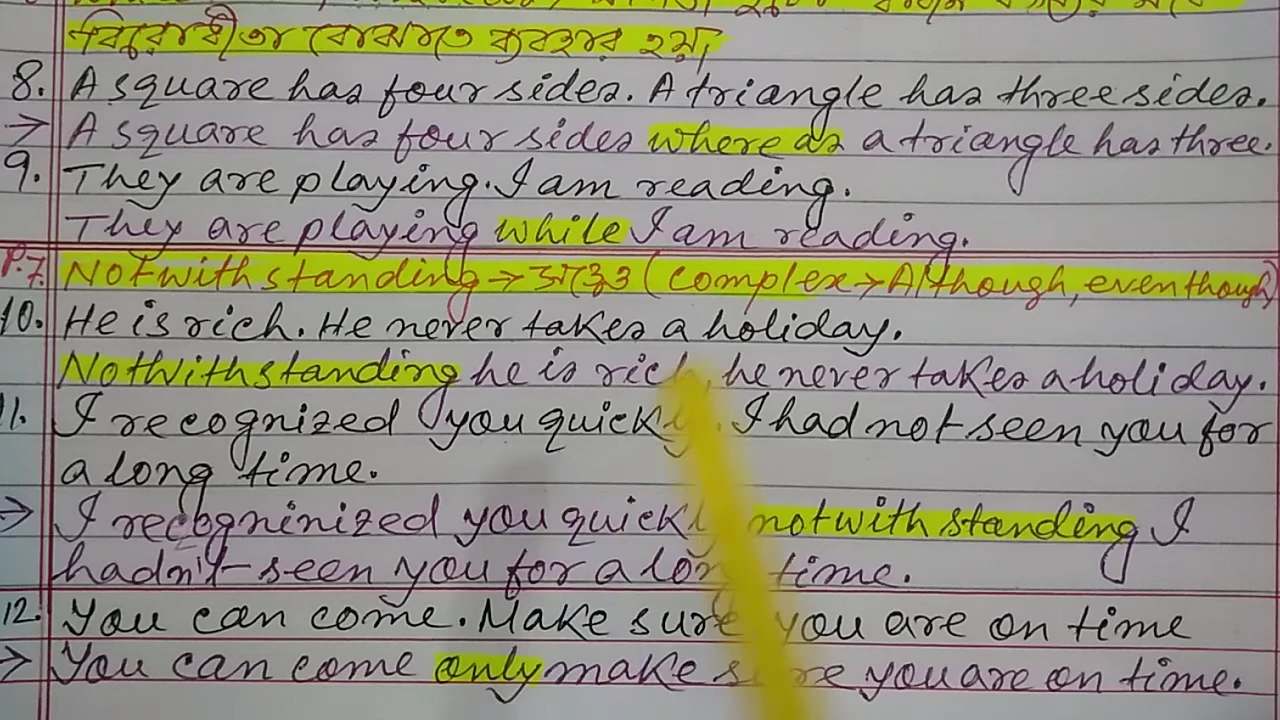 বিরোধীতা বোঝাতে ব্যবহার হয়।
8. A square has four sides. A triangle has three sides.
→ A square has four sides where as a triangle has three.
9. They are playing. I am reading.
They are playing while I am reading.
P.7. Notwithstanding → সত্ত্বেও (complex → Although, even though)
10. He is rich. He never takes a holiday.
Notwithstanding he is rich, he never takes a holiday.
11. I recognized you quickly. I had not seen you for
a long time.
→ I recogninized you quickly notwithstanding I
hadn't seen you for a long time.
12. You can come. Make sure you are on time
→ You can come only make sure you are on time.